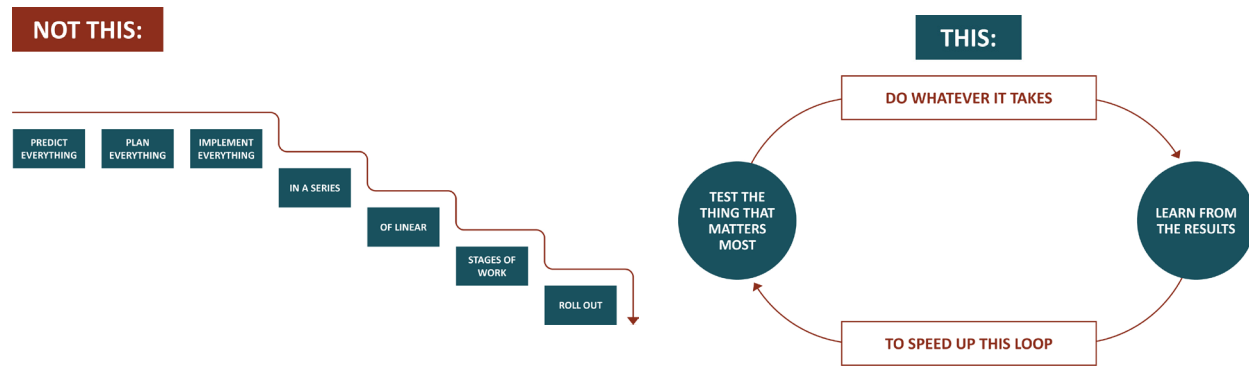 NOT THIS:
PREDICT
EVERYTHING
PLAN
EVERYTHING
IMPLEMENT
EVERYTHING
IN A SERIES
OF LINEAR
STAGES OF
WORK
ROLL OUT
THIS:
DO WHATEVER IT TAKES
TEST THE
THING THAT
MATTERS
MOST
LEARN FROM
THE RESULTS
TO SPEED UP THIS LOOP